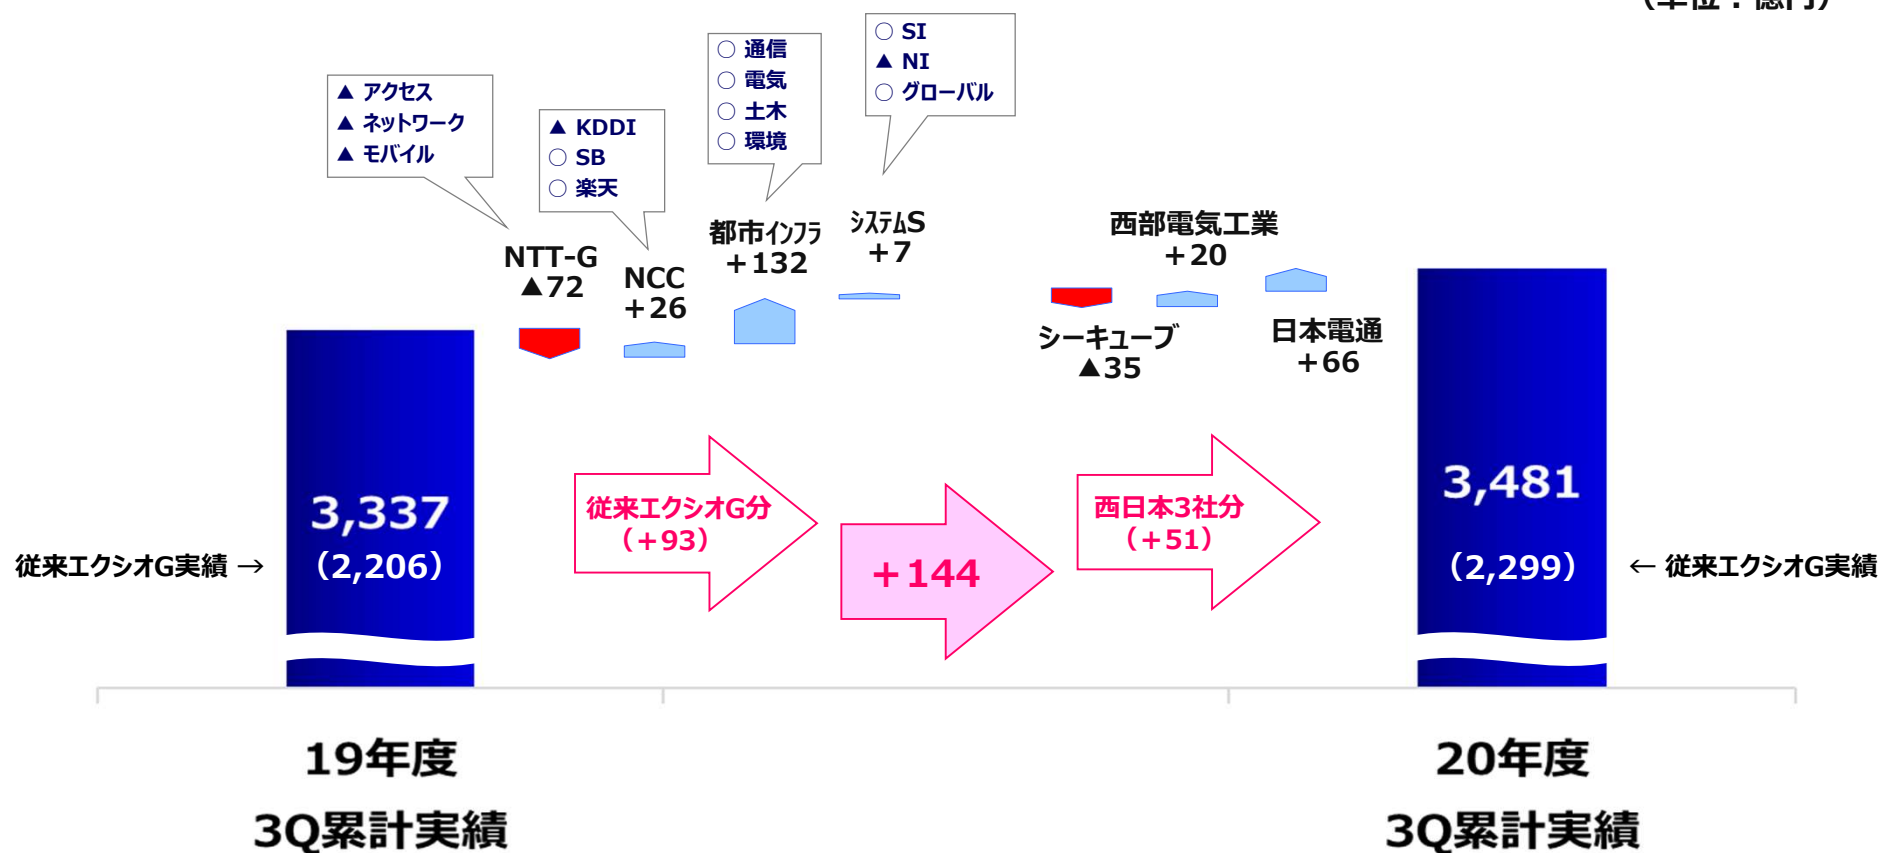 （単位：億円）
○ SI
▲ NI
○ グローバル
○ 通信
○ 電気
○ 土木
○ 環境
▲ アクセス
▲ ネットワーク
▲ モバイル
▲ KDDI
○ SB
○ 楽天
NTT-G
▲72
NCC
+26
都市インフラ
+132
システムS
+7
西部電気工業
+20
シーキューブ
▲35
日本電通
+66
3,337
（2,206）
従来エクシオG実績 →
従来エクシオG分
（+93）
+144
西日本3社分
（+51）
3,481
（2,299）
← 従来エクシオG実績
19年度
3Q累計実績
20年度
3Q累計実績